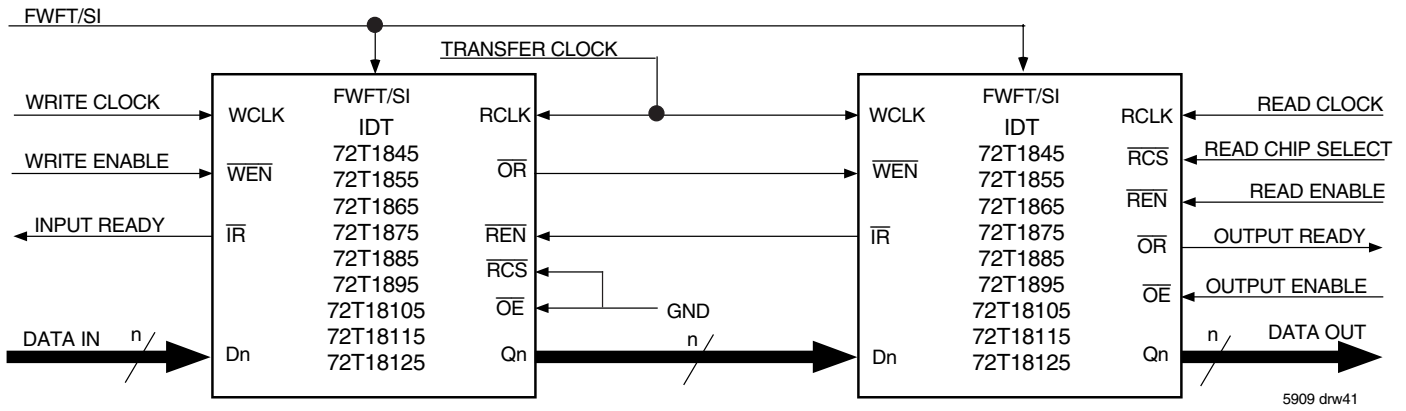 FWFT/SI
TRANSFER CLOCK
WRITE CLOCK
WRITE ENABLE
INPUT READY
DATA IN
n
FWFT/SI
IDT
72T1845
72T1855
72T1865
72T1875
72T1885
72T1895
72T18105
72T18115
72T18125
WCLK
WEN
IR
Dn
RCLK
OR
REN
RCS
OE
Qn
GND
n
FWFT/SI
IDT
72T1845
72T1855
72T1865
72T1875
72T1885
72T1895
72T18105
72T18115
72T18125
WCLK
WEN
IR
Dn
RCLK
RCS
REN
OR
OE
Qn
READ CLOCK
READ CHIP SELECT
READ ENABLE
OUTPUT READY
OUTPUT ENABLE
n
DATA OUT
5909 drw41